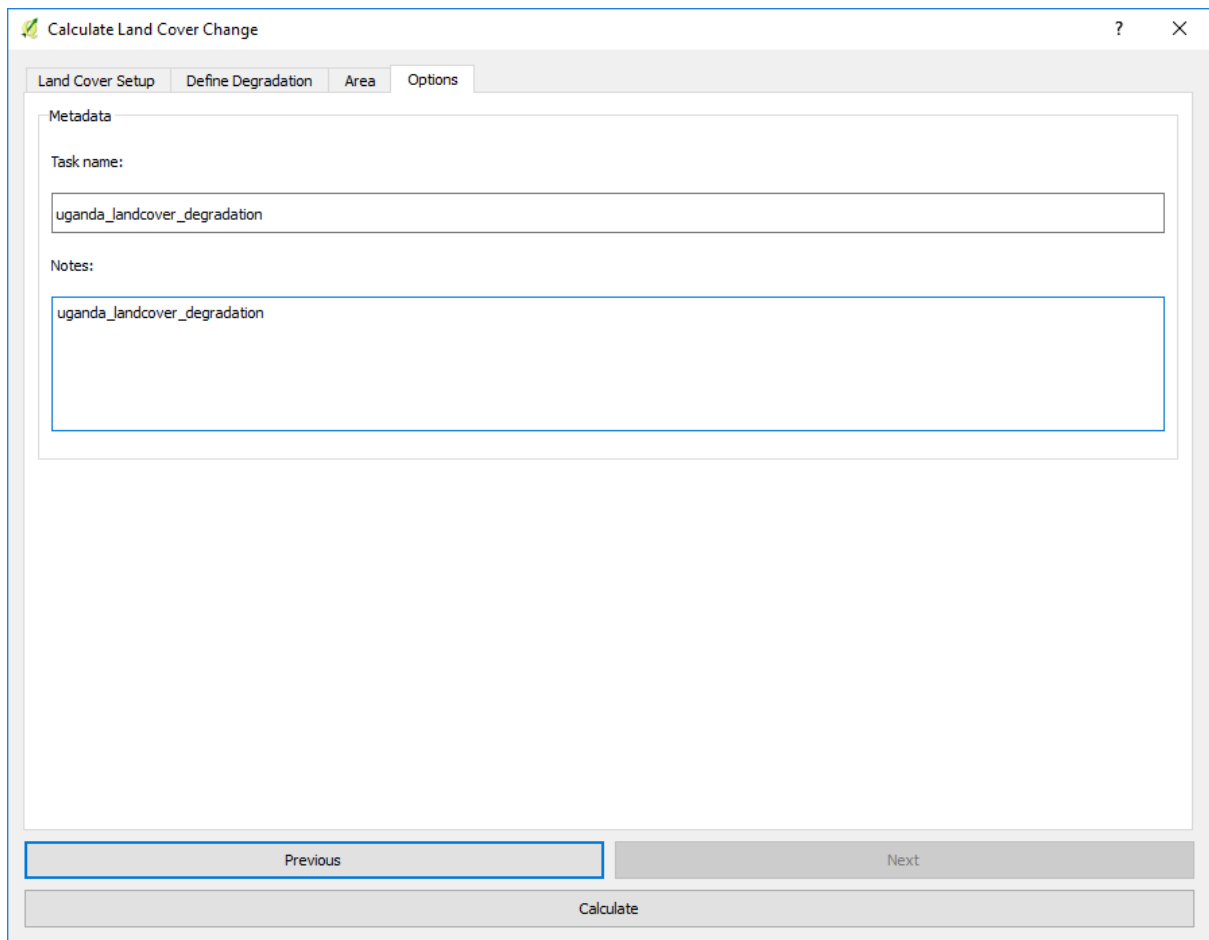 Calculate Land Cover Change
?
Land Cover Setup Define Degradation Area Options
Metadata
Task name:
uganda_landcover_degradation
Notes:
uganda_landcover_degradation
Previous Next
Calculate